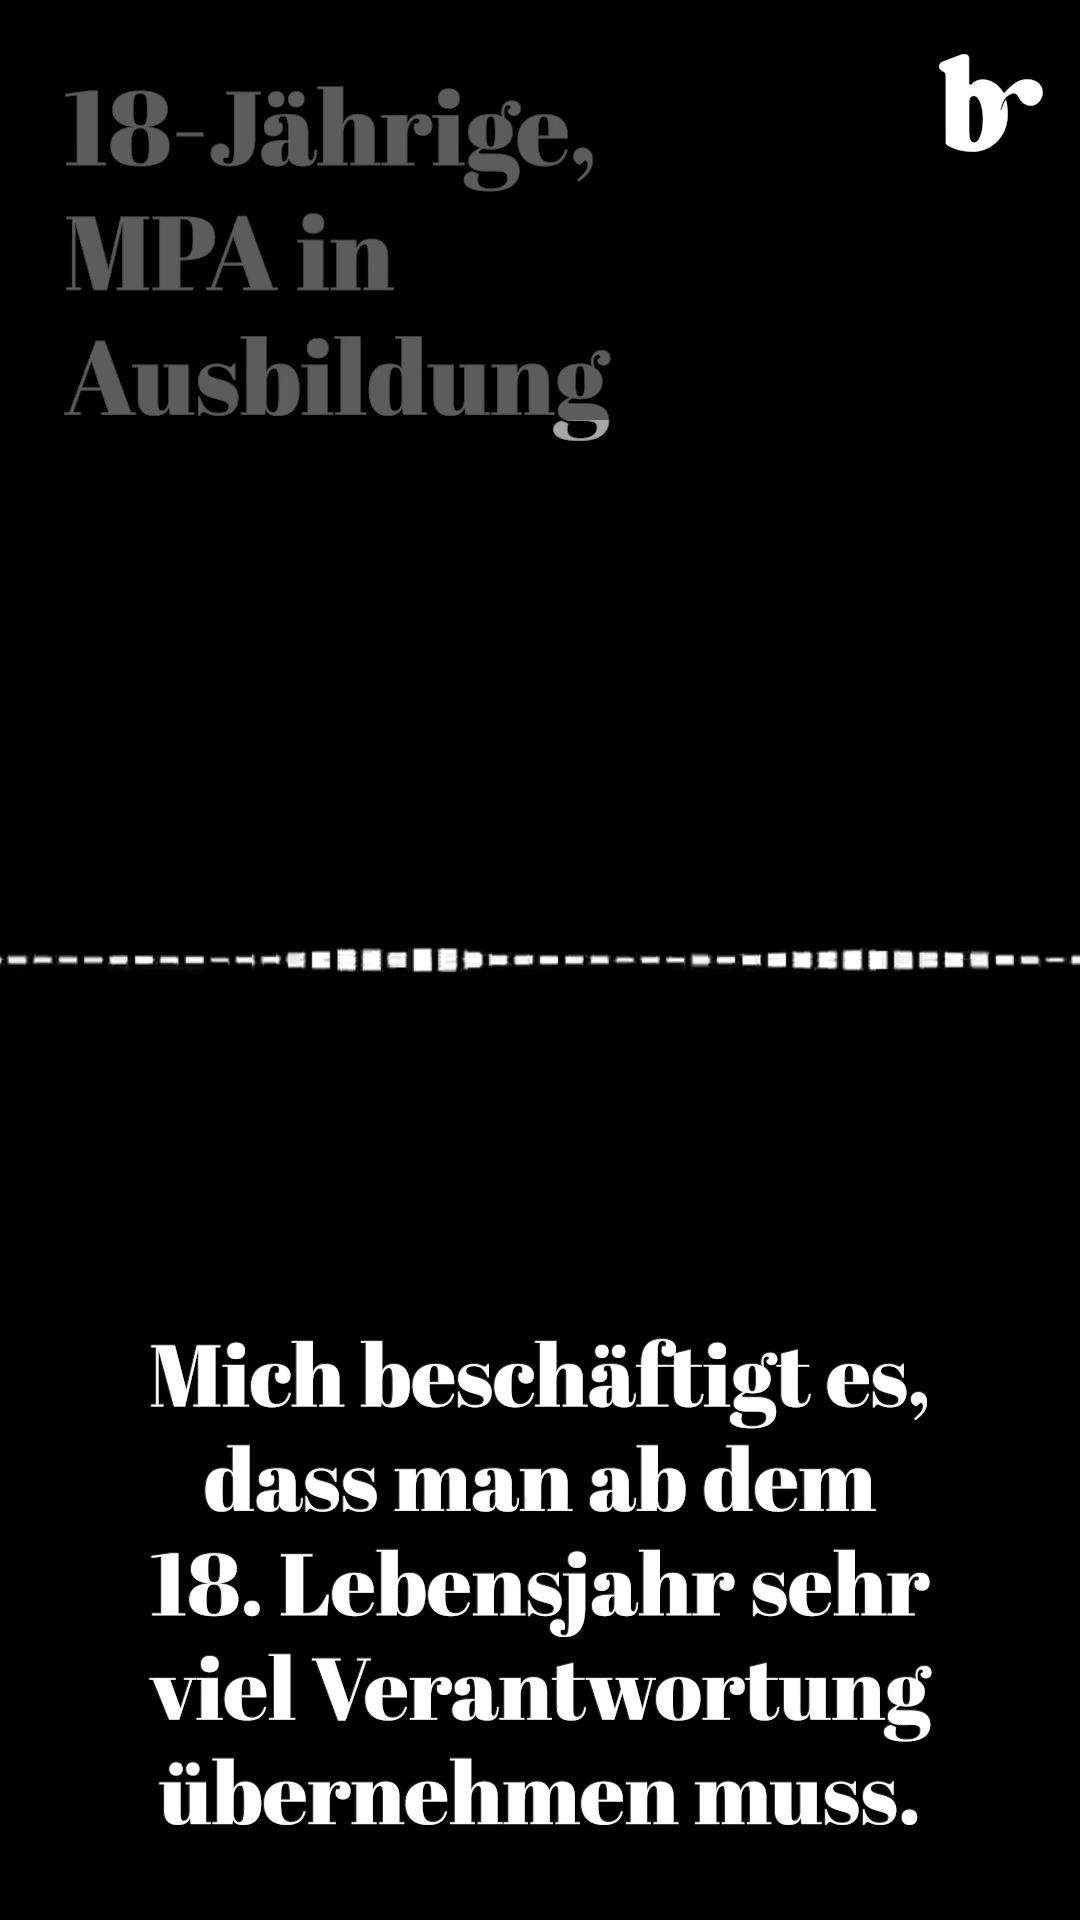 18-Jährige,
br
MPA in
Ausbildung
Mich beschäftigt es,
dass man ab dem
18. Lebensjahr sehr
viel Verantwortung
übernehmen muss.